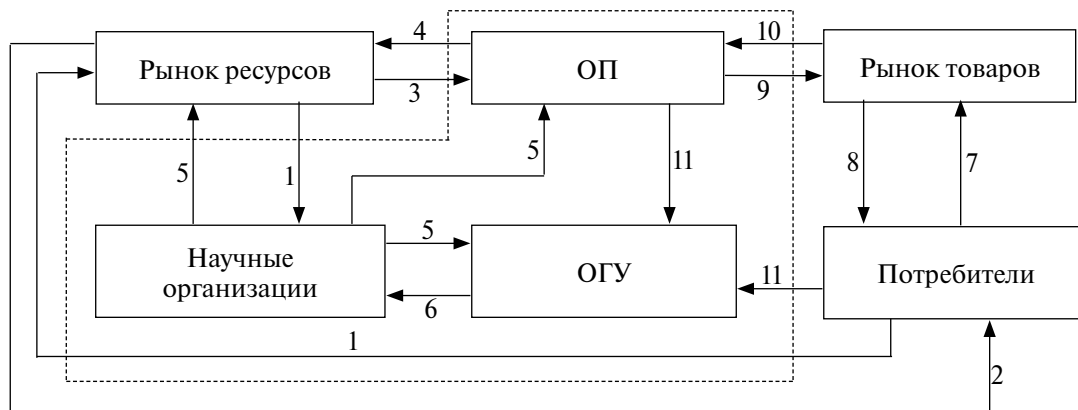 4
10
Рынок ресурсов
ОП
Рынок товаров
3
9
5
1
5
11
8
7
Научные
организации
5
ОГУ
11
Потребители
6
1
2